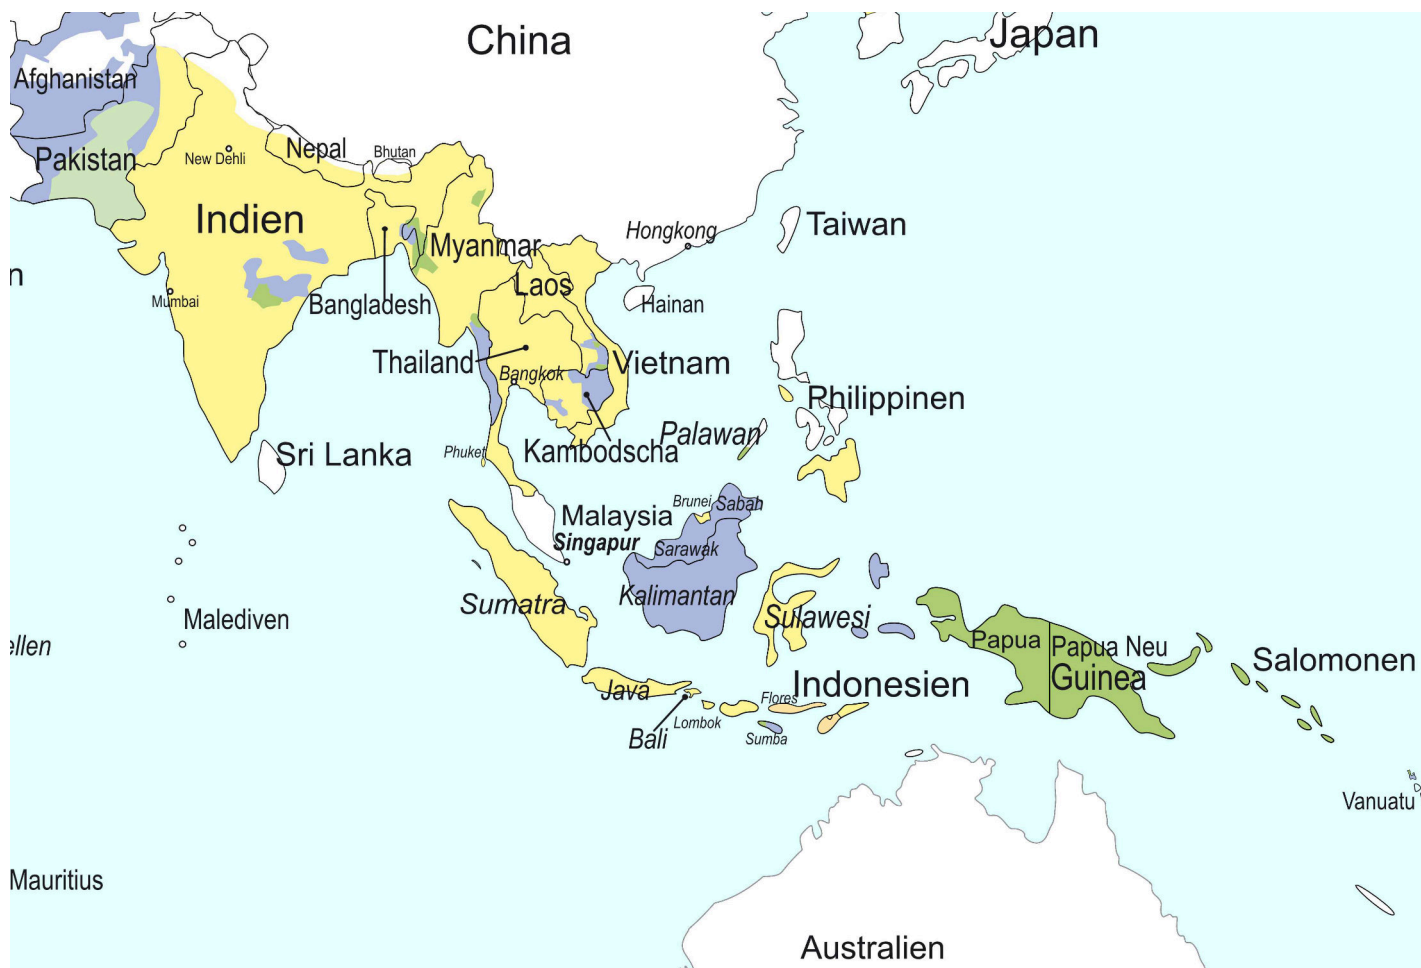 China
Japan
Afghanistan
Pakistan
New Dehli
Nepal
Bhutan
Indien
Hongkong
Taiwan
Myanmar
n
Mumbai
Bangladesh
Laos
Hainan
Thailand
Bangkok
Vietnam
Philippinen
Sri Lanka
Phuket
Kambodscha
Palawan
Malaysia
Brunei
Sabah
Singapur
Sarawak
Kalimantan
Sumatra
Sulawesi
Malediven
ellen
Papua
Papua Neu
Guinea
Salomonen
Java
Indonesien
Flores
Lombok
Bali
Sumba
Vanuatu
Mauritius
Australien